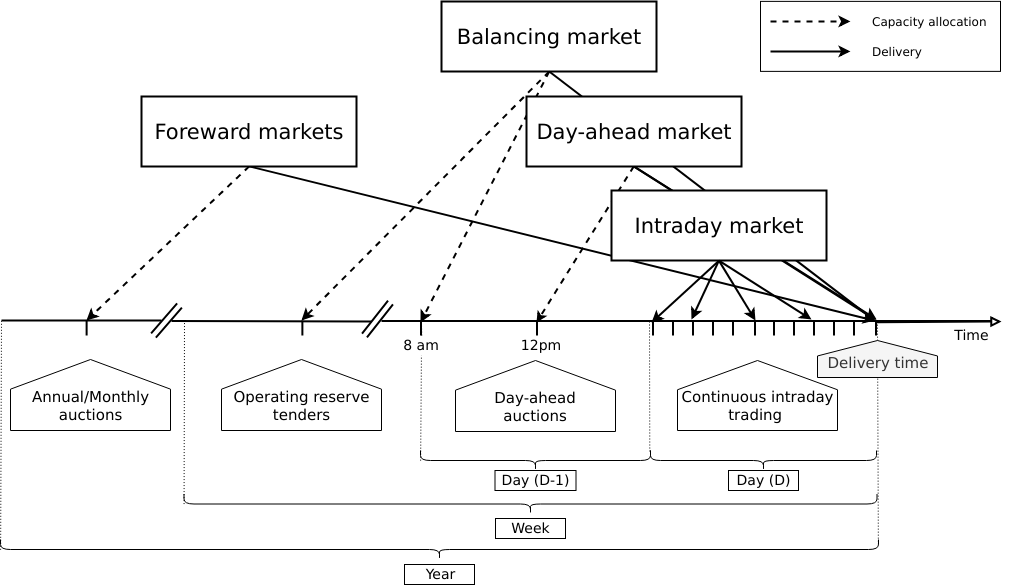 Balancing market
Capacity allocation
Delivery
Foreward markets
Day-ahead market
Intraday market
8 am
12pm
Time
Delivery time
Annual/Monthly
auctions
Operating reserve
tenders
Day-ahead
auctions
Continuous intraday
trading
Day (D-1)
Day (D)
Week
Year